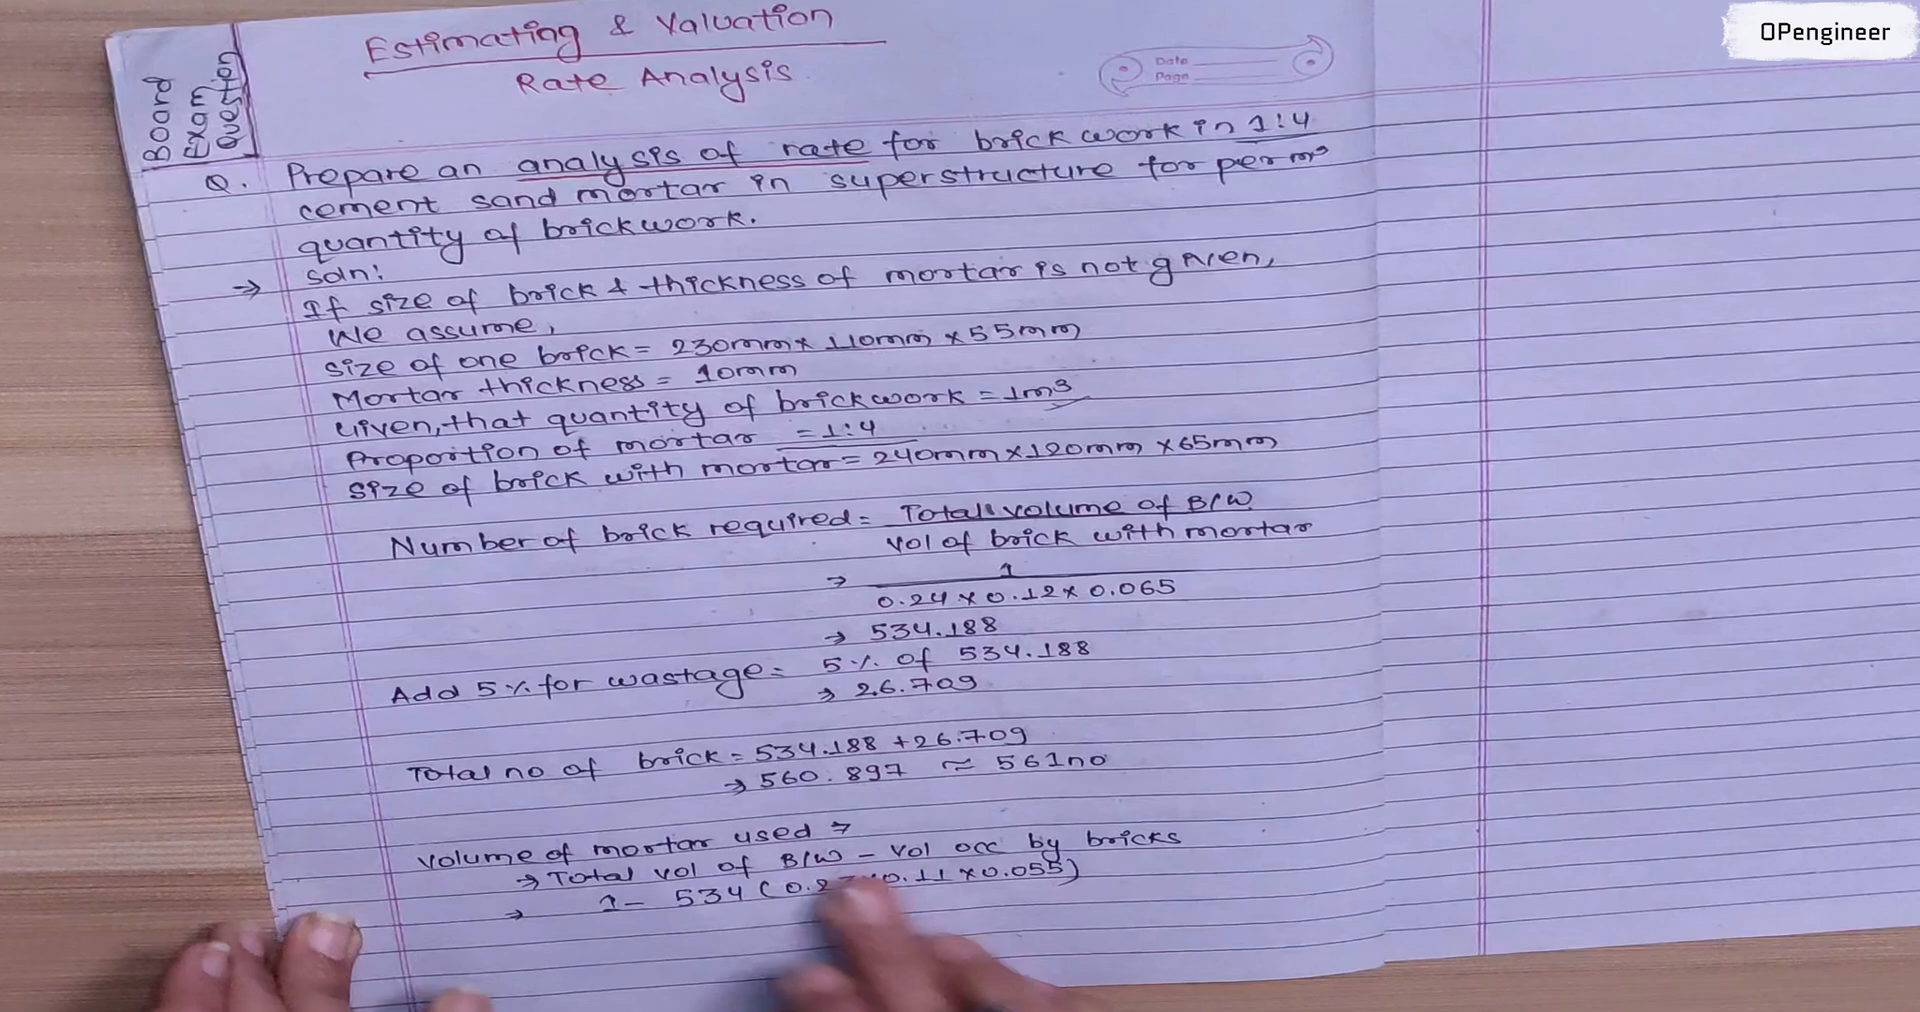 OPengineer
Estimating & Valuation
Rate Analysis
Date
Page
Board
Exam
Question
Q. Prepare an analysis of rate for brick work in 1:4
cement sand mortar in superstructure for per m³
quantity of brickwork.
→ Soln:
If size of brick & thickness of mortar is not given,
We assume,
size of one brick = 230mm × 110mm × 55mm
Mortar thickness = 10mm
Given, that quantity of brickwork = 1m³
Proportion of mortar = 1:4
size of brick with mortar = 240mm × 120mm × 65mm
Number of brick required = Total volume of B/W
Vol of brick with mortar
→ 1
0.24 × 0.12 × 0.065
→ 534.188
Add 5% for wastage = 5% of 534.188
→ 26.709
Total no of brick = 534.188 + 26.709
→ 560.897 ≈ 561no
Volume of mortar used →
→ Total vol of B/W – Vol occ by bricks
→ 1 – 534 (0.2 0.11 × 0.055)